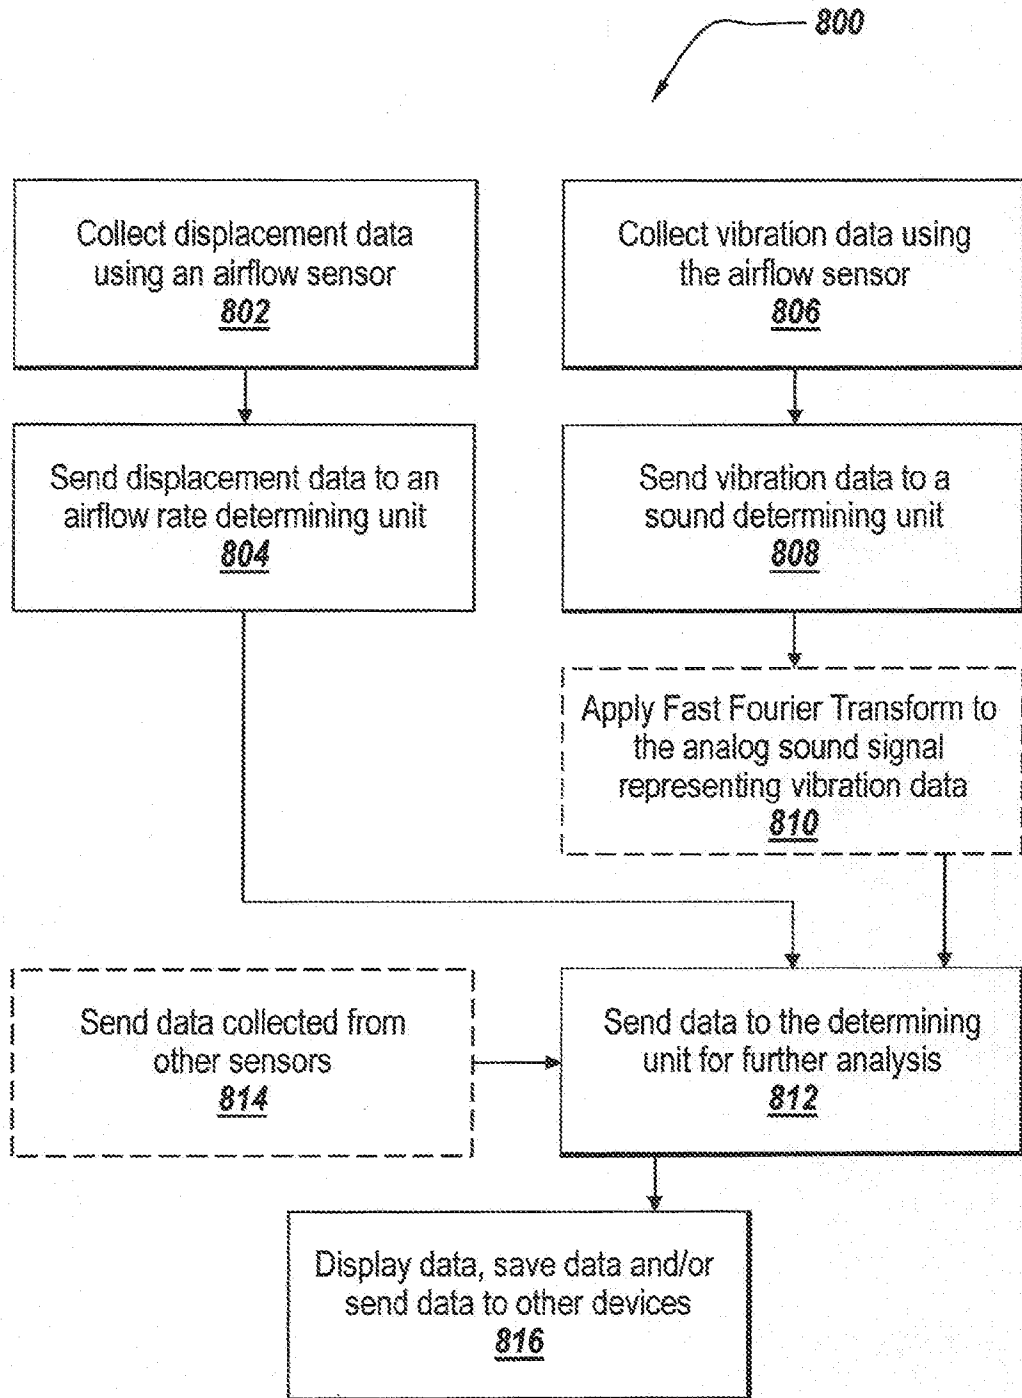 800
Collect displacement data
using an airflow sensor
802
Collect vibration data using
the airflow sensor
806
Send displacement data to an
airflow rate determining unit
804
Send vibration data to a
sound determining unit
808
Apply Fast Fourier Transform to
the analog sound signal
representing vibration data
810
Send data collected from
other sensors
814
Send data to the determining
unit for further analysis
812
Display data, save data and/or
send data to other devices
816